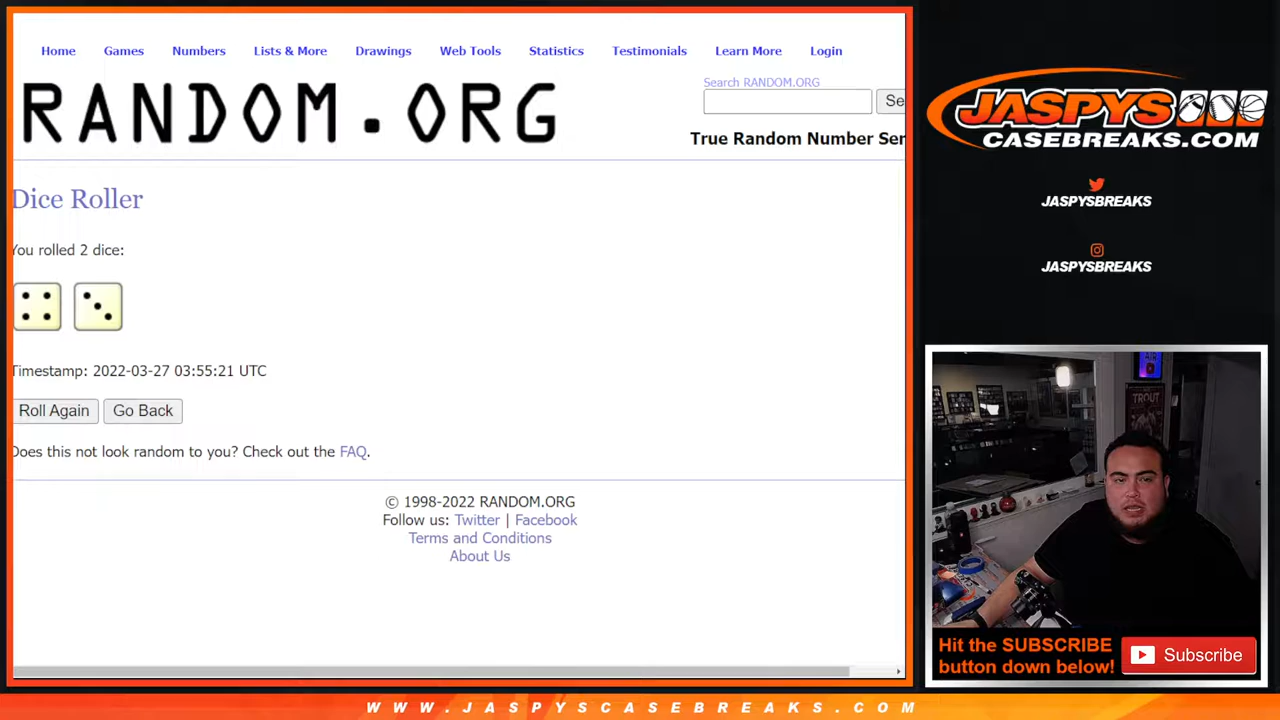 Home Games Numbers Lists & More Drawings Web Tools Statistics Testimonials Learn More Login
RANDOM.ORG
Search RANDOM.ORG
Se
True Random Number Ser
Dice Roller
You rolled 2 dice:
Timestamp: 2022-03-27 03:55:21 UTC
Roll Again Go Back
Does this not look random to you? Check out the FAQ.
© 1998-2022 RANDOM.ORG
Follow us: Twitter | Facebook
Terms and Conditions
About Us
JASPYS
CASEBREAKS.COM
JASPYSBREAKS
JASPYSBREAKS
TROUT
Hit the SUBSCRIBE
button down below!
Subscribe
WWW.JASPYSCASEBREAKS.COM